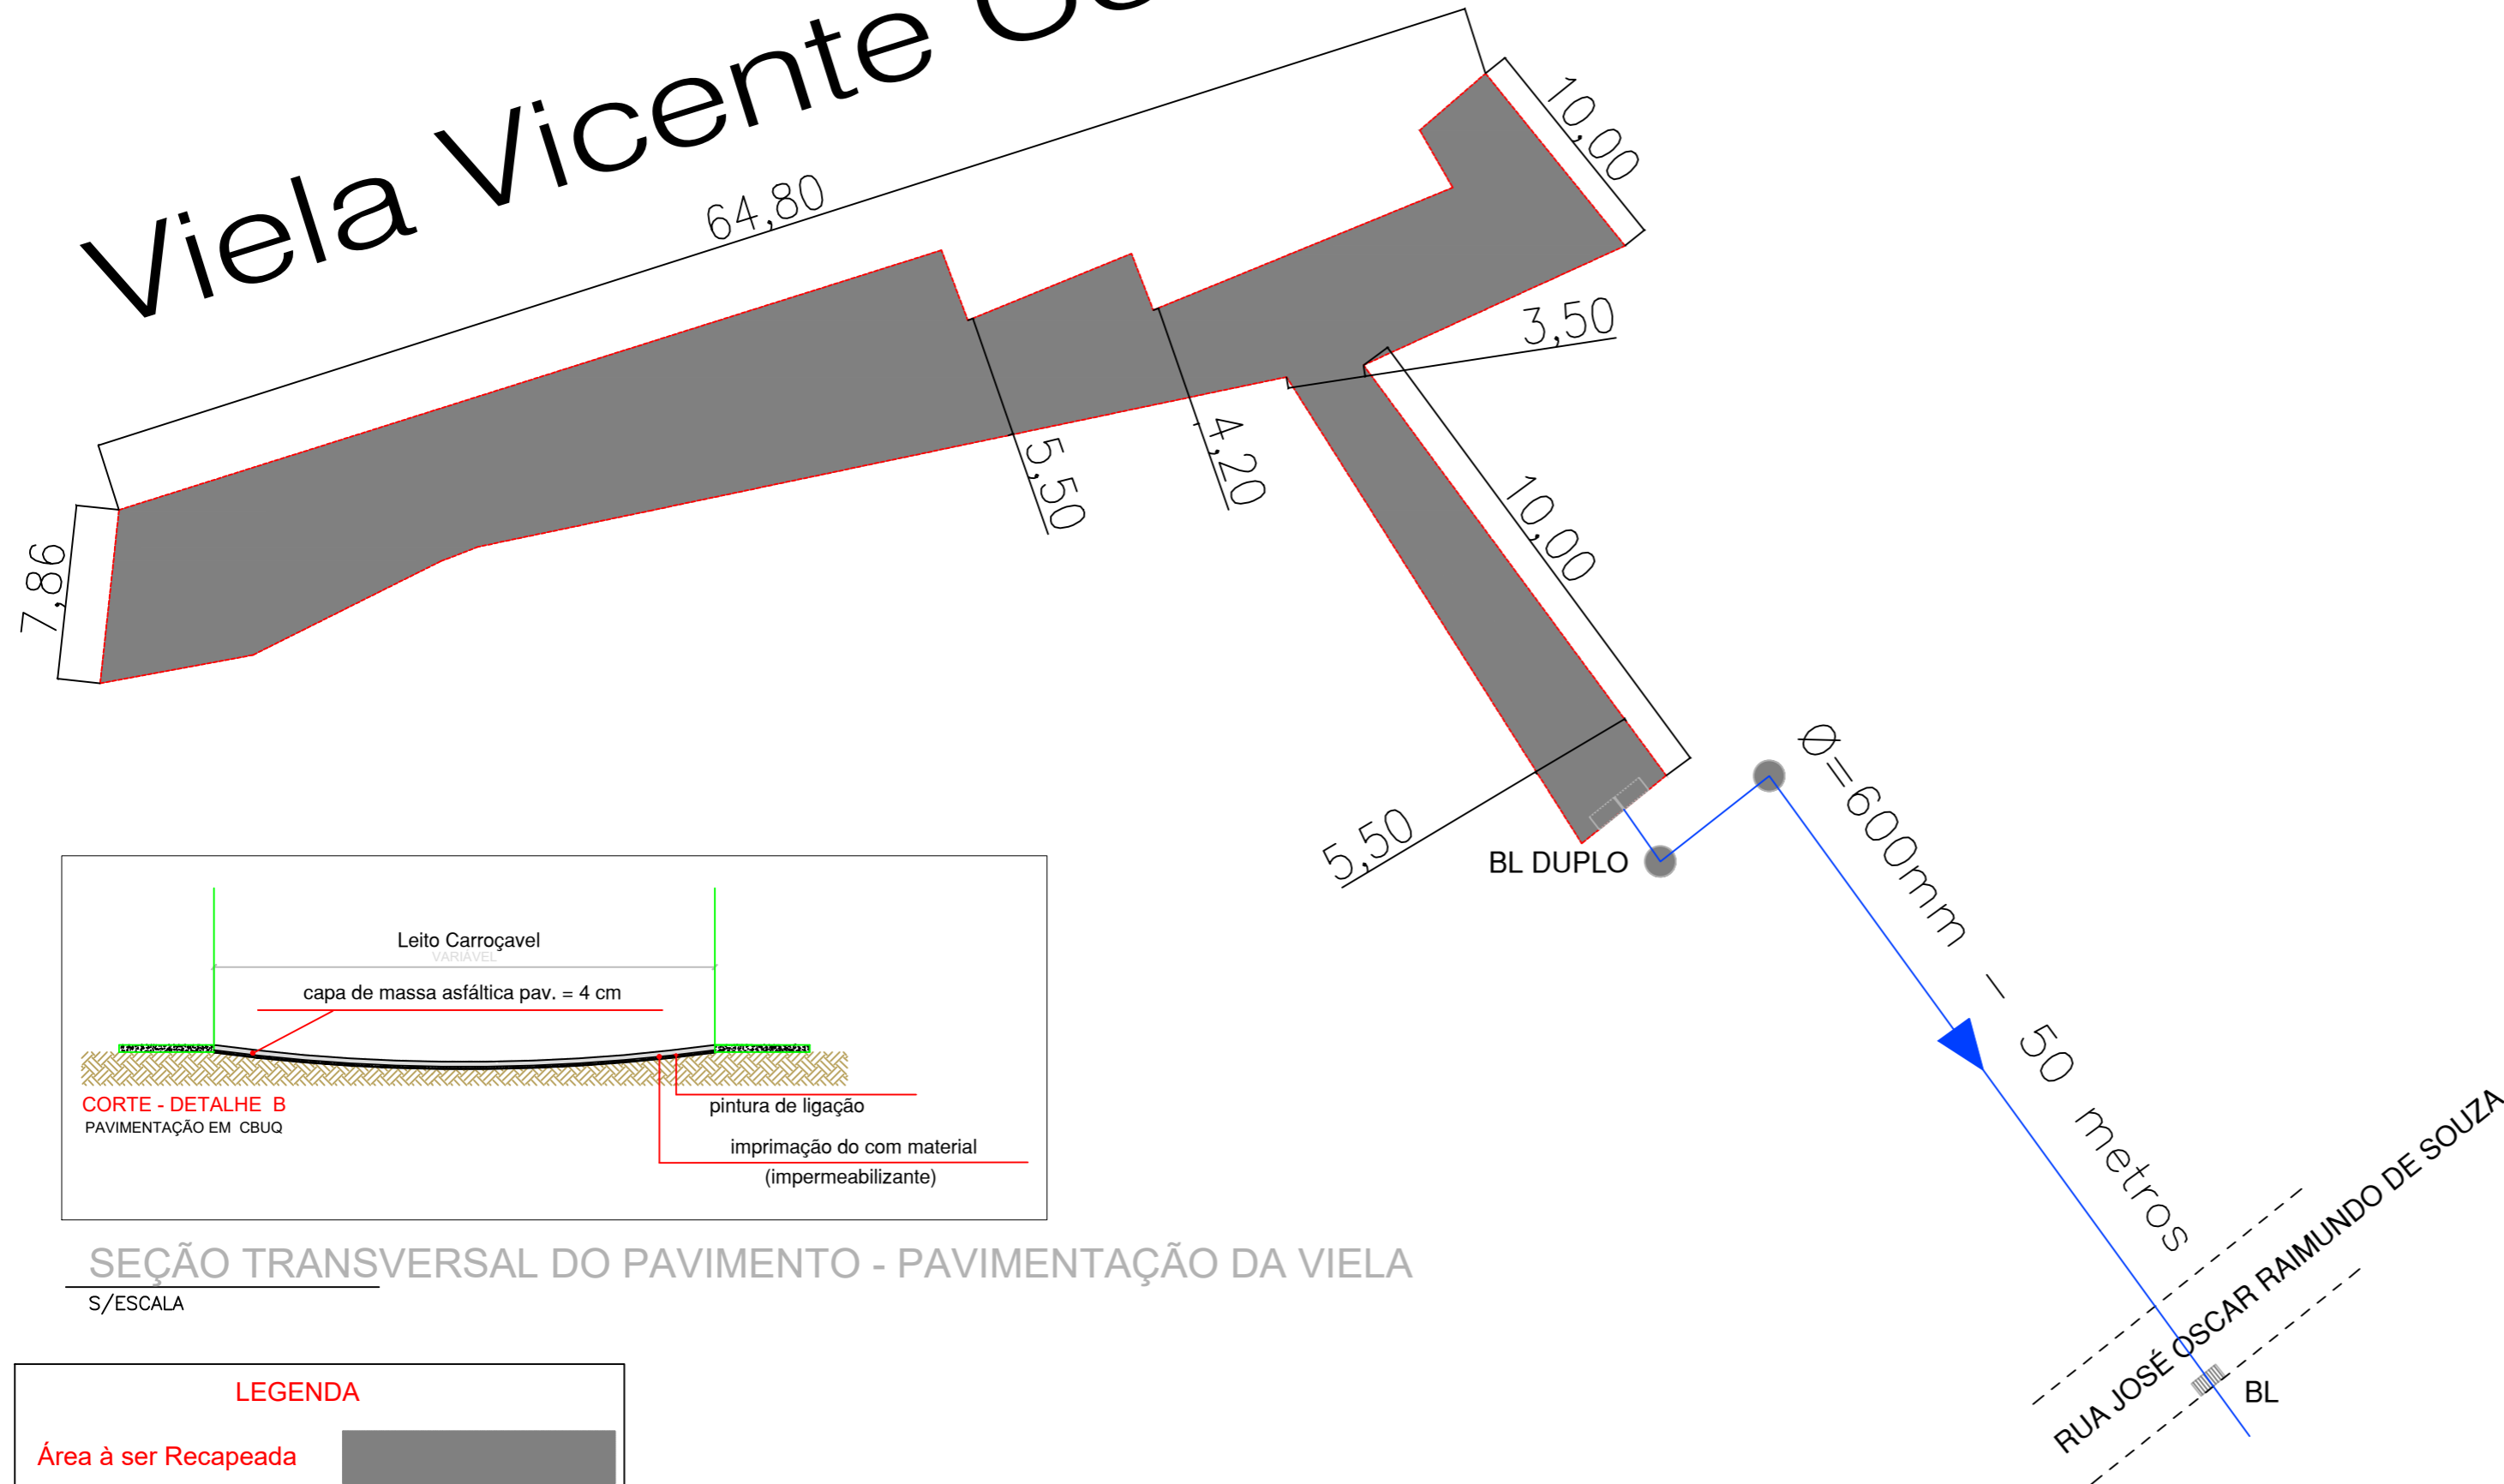 Viela Vicente
64,80
10,00
3,50
7,86
5,50
4,20
10,00
5,50
BL DUPLO
Ø=600mm - 50 metros
Leito Carroçavel
VARIAVEL
capa de massa asfáltica pav. = 4 cm
CORTE - DETALHE B
PAVIMENTAÇÃO EM CBUQ
pintura de ligação
imprimação do com material
(impermeabilizante)
SEÇÃO TRANSVERSAL DO PAVIMENTO - PAVIMENTAÇÃO DA VIELA
S/ESCALA
RUA JOSÉ OSCAR RAIMUNDO DE SOUZA
BL
LEGENDA
Área à ser Recapeada